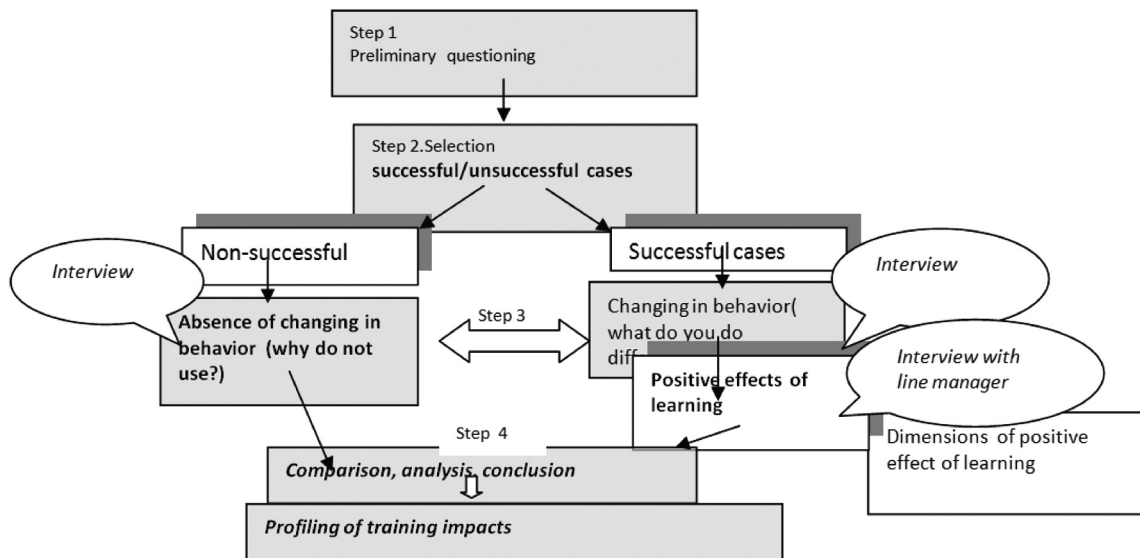 Step 1
Preliminary questioning
Step 2.Selection
successful/unsuccessful cases
Non-successful
Successful cases
Interview
Interview
Absence of changing in
behavior (why do not
use?)
Step 3
Changing in behavior(
what do you do
Interview with
line manager
Positive effects of
learning
Dimensions of positive
effect of learning
Step 4
Comparison, analysis, conclusion
Profiling of training impacts